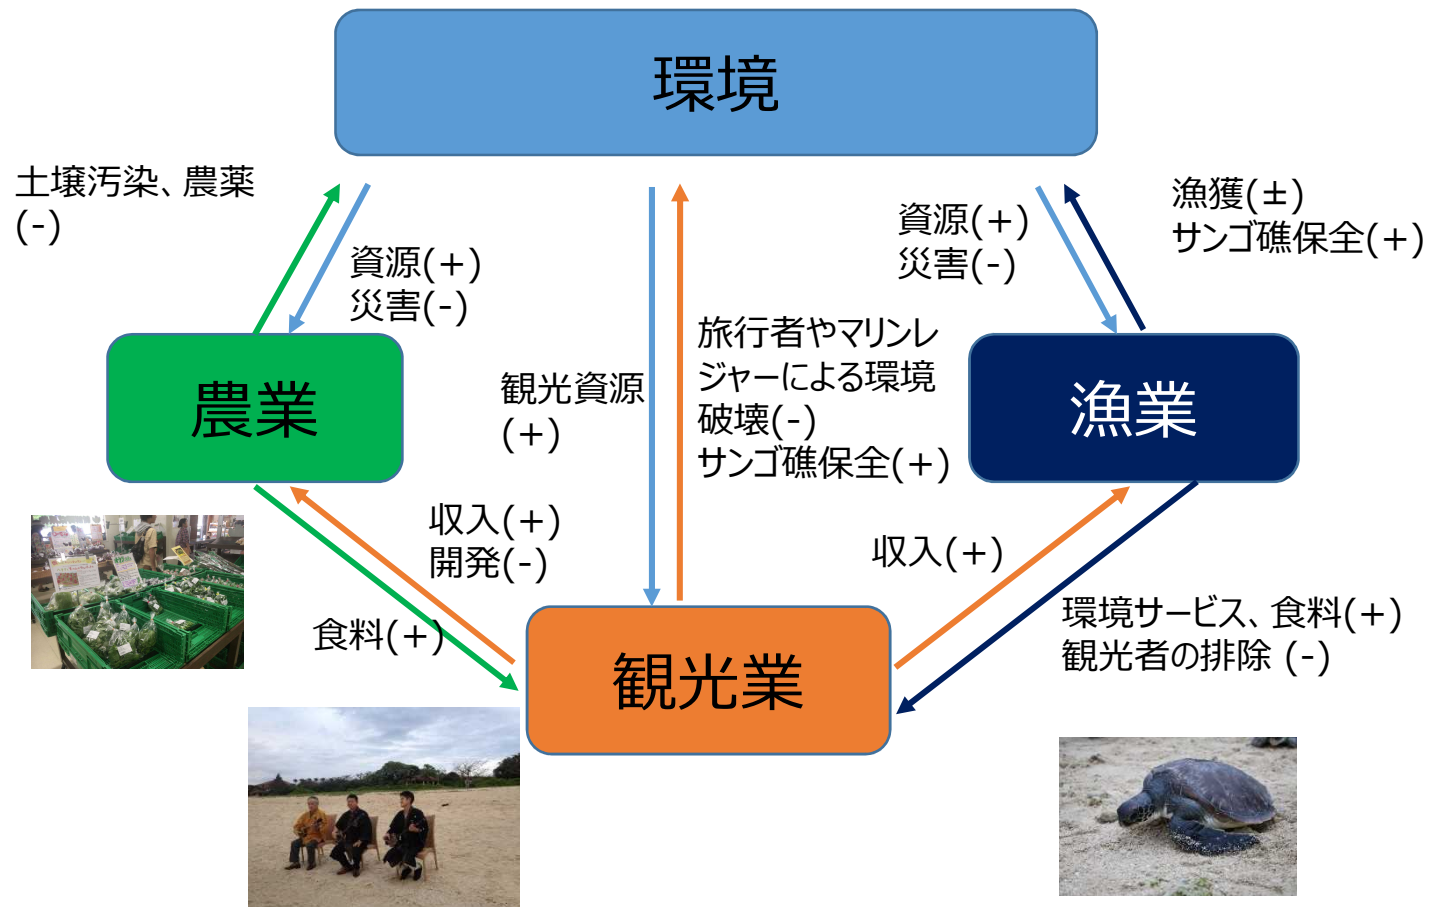 環境
土壌汚染、農薬
(-)
資源(+)
災害(-)
資源(+)
災害(-)
漁獲(±)
サンゴ礁保全(+)
農業
観光資源
(+)
旅行者やマリンレ
ジャーによる環境
破壊(-)
サンゴ礁保全(+)
漁業
収入(+)
開発(-)
収入(+)
食料(+)
環境サービス、食料(+)
観光者の排除 (-)
観光業